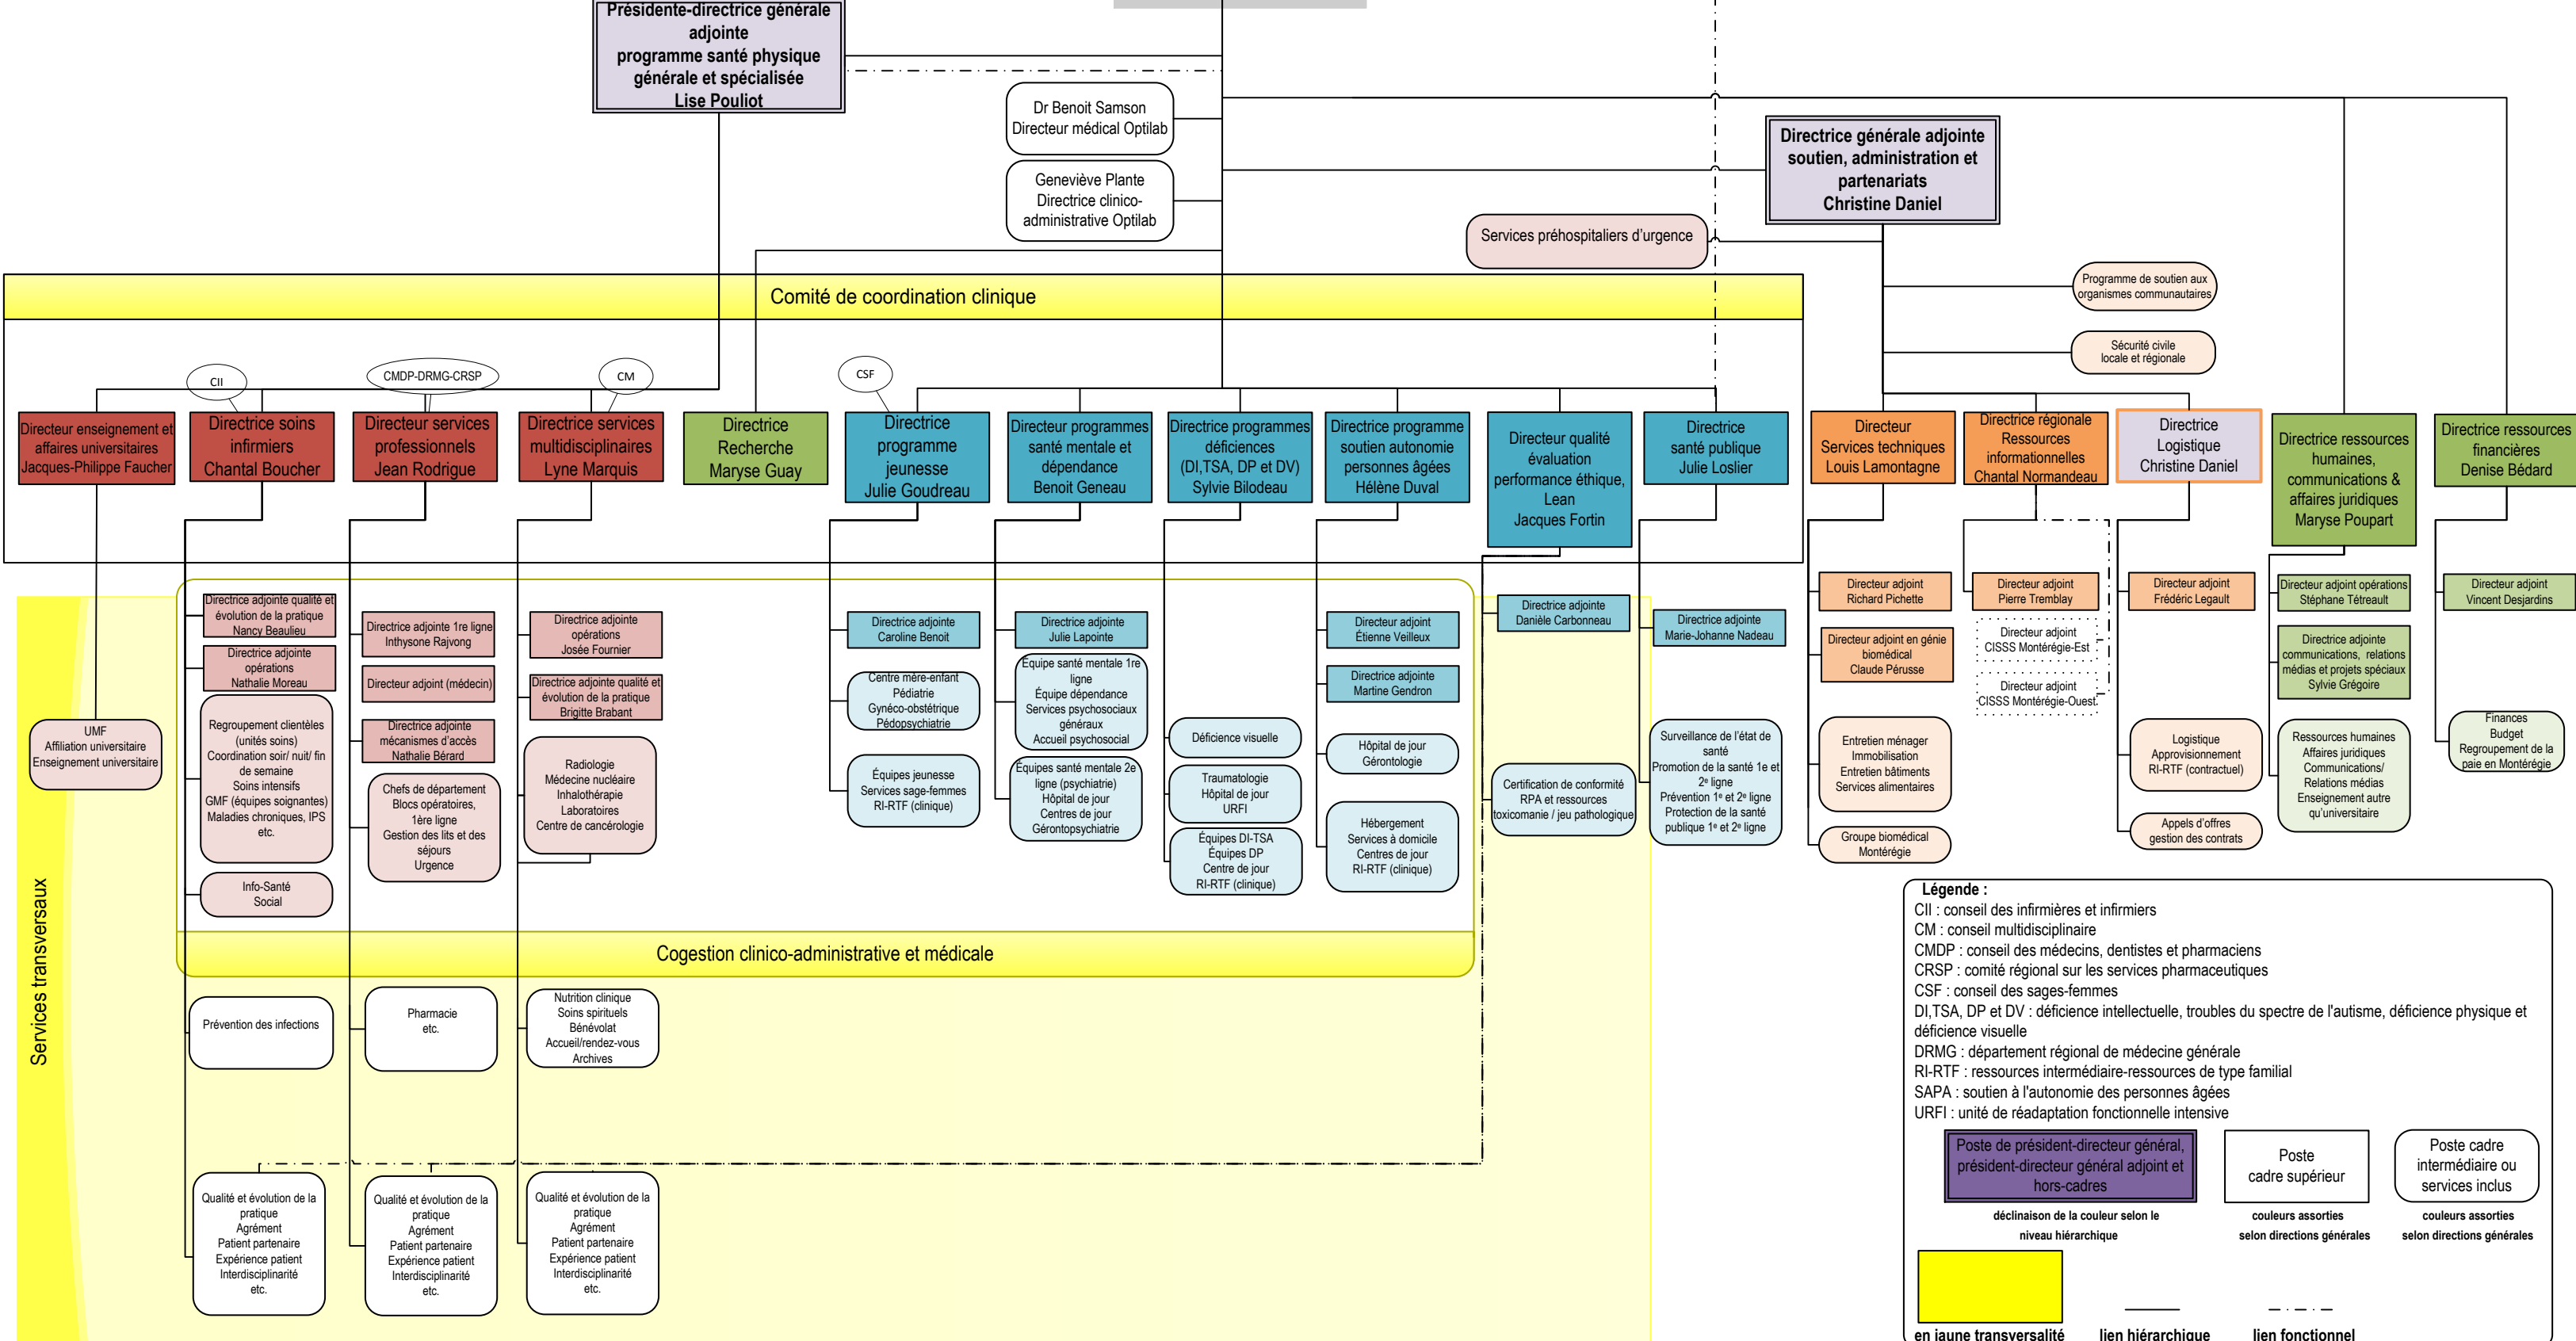 Présidente-directrice générale
adjointe
programme santé physique
générale et spécialisée
Lise Pouliot
Dr Benoit Samson
Directeur médical Optilab
Geneviève Plante
Directrice clinico-
administrative Optilab
Directrice générale adjointe
soutien, administration et
partenariats
Christine Daniel
Services préhospitaliers d'urgence
Programme de soutien aux
organismes communautaires
Sécurité civile
locale et régionale
Comité de coordination clinique
CII
CMDP-DRMG-CRSP
CM
CSF
Directeur enseignement et
affaires universitaires
Jacques-Philippe Faucher
Directrice soins
infirmiers
Chantal Boucher
Directeur services
professionnels
Jean Rodrigue
Directrice services
multidisciplinaires
Lyne Marquis
Directrice
Recherche
Maryse Guay
Directrice
programme
jeunesse
Julie Goudreau
Directeur programmes
santé mentale et
dépendance
Benoit Geneau
Directrice programmes
déficiences
(DI,TSA, DP et DV)
Sylvie Bilodeau
Directrice programme
soutien autonomie
personnes âgées
Hélène Duval
Directeur qualité
évaluation
performance éthique,
Lean
Jacques Fortin
Directrice
santé publique
Julie Loslier
Directeur
Services techniques
Louis Lamontagne
Directrice régionale
Ressources
informationnelles
Chantal Normandeau
Directrice
Logistique
Christine Daniel
Directrice ressources
humaines,
communications &
affaires juridiques
Maryse Poupart
Directrice ressources
financières
Denise Bédard
UMF
Affiliation universitaire
Enseignement universitaire
Directrice adjointe qualité et
évolution de la pratique
Nancy Beaulieu
Directrice adjointe
opérations
Nathalie Moreau
Regroupement clientèles
(unités soins)
Coordination soir/ nuit/ fin
de semaine
Soins intensifs
GMF (équipes soignantes)
Maladies chroniques, IPS
etc.
Info-Santé
Social
Directrice adjointe 1re ligne
Inthysone Rajvong
Directeur adjoint (médecin)
Directrice adjointe
mécanismes d'accès
Nathalie Bérard
Chefs de département
Blocs opératoires,
1ère ligne
Gestion des lits et des
séjours
Urgence
Directrice adjointe
opérations
Josée Fournier
Directrice adjointe qualité et
évolution de la pratique
Brigitte Brabant
Radiologie
Médecine nucléaire
Inhalothérapie
Laboratoires
Centre de cancérologie
Directrice adjointe
Caroline Benoit
Centre mère-enfant
Pédiatrie
Gynéco-obstétrique
Pédopsychiatrie
Équipes jeunesse
Services sage-femmes
RI-RTF (clinique)
Directrice adjointe
Julie Lapointe
Equipe santé mentale 1re
ligne
Équipe dépendance
Services psychosociaux
généraux
Accueil psychosocial
Équipes santé mentale 2e
ligne (psychiatrie)
Hôpital de jour
Centres de jour
Gérontopsychiatrie
Déficience visuelle
Traumatologie
Hôpital de jour
URFI
Équipes DI-TSA
Équipes DP
Centre de jour
RI-RTF (clinique)
Directeur adjoint
Étienne Veilleux
Directrice adjointe
Martine Gendron
Hôpital de jour
Gérontologie
Hébergement
Services à domicile
Centres de jour
RI-RTF (clinique)
Directrice adjointe
Danièle Carbonneau
Certification de conformité
RPA et ressources
toxicomanie / jeu pathologique
Directrice adjointe
Marie-Johanne Nadeau
Surveillance de l'état de
santé
Promotion de la santé 1e et
2e ligne
Prévention 1e et 2e ligne
Protection de la santé
publique 1e et 2e ligne
Directeur adjoint
Richard Pichette
Directeur adjoint en génie
biomédical
Claude Pérusse
Entretien ménager
Immobilisation
Entretien bâtiments
Services alimentaires
Groupe biomédical
Montérégie
Directeur adjoint
Pierre Tremblay
Directeur adjoint
CISSS Montérégie-Est
Directeur adjoint
CISSS Montérégie-Ouest
Directeur adjoint
Frédéric Legault
Logistique
Approvisionnement
RI-RTF (contractuel)
Appels d'offres
gestion des contrats
Directeur adjoint opérations
Stéphane Tétreault
Directrice adjointe
communications, relations
médias et projets spéciaux
Sylvie Grégoire
Ressources humaines
Affaires juridiques
Communications/
Relations médias
Enseignement autre
qu'universitaire
Directeur adjoint
Vincent Desjardins
Finances
Budget
Regroupement de la
paie en Montérégie
Services transversaux
Cogestion clinico-administrative et médicale
Prévention des infections
Pharmacie
etc.
Nutrition clinique
Soins spirituels
Bénévolat
Accueil/rendez-vous
Archives
Qualité et évolution de la
pratique
Agrément
Patient partenaire
Expérience patient
Interdisciplinarité
etc.
Qualité et évolution de la
pratique
Agrément
Patient partenaire
Expérience patient
Interdisciplinarité
etc.
Qualité et évolution de la
pratique
Agrément
Patient partenaire
Expérience patient
Interdisciplinarité
etc.
Légende :
CII : conseil des infirmières et infirmiers
CM : conseil multidisciplinaire
CMDP : conseil des médecins, dentistes et pharmaciens
CRSP : comité régional sur les services pharmaceutiques
CSF : conseil des sages-femmes
DI,TSA, DP et DV : déficience intellectuelle, troubles du spectre de l'autisme, déficience physique et
déficience visuelle
DRMG : département régional de médecine générale
RI-RTF : ressources intermédiaire-ressources de type familial
SAPA : soutien à l'autonomie des personnes âgées
URFI : unité de réadaptation fonctionnelle intensive
Poste de président-directeur général,
président-directeur général adjoint et
hors-cadres
déclinaison de la couleur selon le
niveau hiérarchique
Poste
cadre supérieur
couleurs assorties
selon directions générales
Poste cadre
intermédiaire ou
services inclus
couleurs assorties
selon directions générales
en jaune transversalité
lien hiérarchique
lien fonctionnel